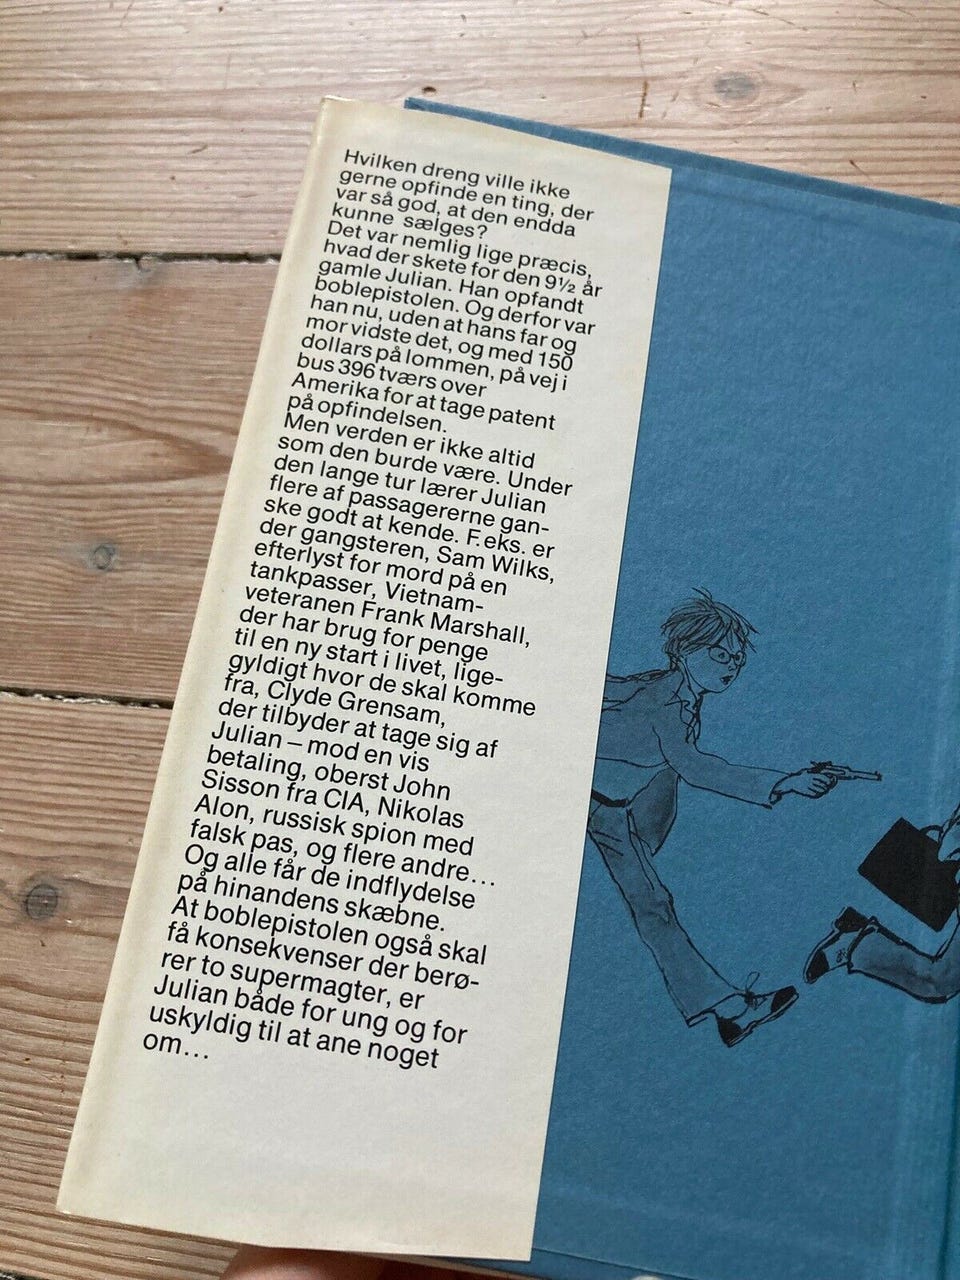 Hvilken dreng ville ikke
gerne opfinde en ting, der
var så god, at den endda
kunne sælges?
Det var nemlig lige præcis,
hvad der skete for den 9½ år
gamle Julian. Han opfandt
boblepistolen. Og derfor var
han nu, uden at hans far og
mor vidste det, og med 150
dollars på lommen, på vej i
bus 396 tværs over
Amerika for at tage patent
på opfindelsen.
Men verden er ikke altid
som den burde være. Under
den lange tur lærer Julian
flere af passagererne gan-
ske godt at kende. F.eks. er
der gangsteren, Sam Wilks,
efterlyst for mord på en
tankpasser, Vietnam-
veteranen Frank Marshall,
der har brug for penge
til en ny start i livet, lige-
gyldigt hvor de skal komme
fra, Clyde Grensam,
der tilbyder at tage sig af
Julian – mod en vis
betaling, oberst John
Sisson fra CIA, Nikolas
Alon, russisk spion med
falsk pas, og flere andre...
Og alle får de indflydelse
på hinandens skæbne.
At boblepistolen også skal
få konsekvenser der berø-
rer to supermagter, er
Julian både for ung og for
uskyldig til at ane noget
om...